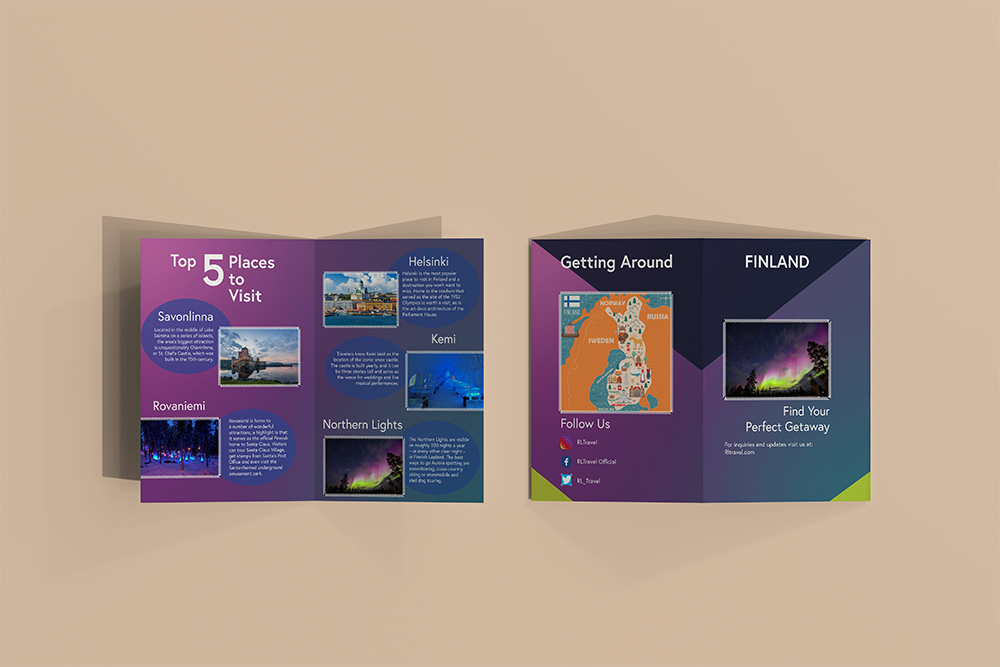 Top 5 Places
to
Visit
Savonlinna
Located in the middle of Lake
Saimma on a series of islands,
the area's biggest attraction
is unquestionably Olavinlinna,
or St. Olaf's Castle, which was
built in the 15th century.
Rovaniemi
Rovaniemi is home to
a number of wonderful
attractions, a highlight is that
it serves as the official Finnish
home to Santa Claus. Visitors
can tour Santa Claus Village,
get stamps from Santa's Post
Office and even visit the
Santa-themed underground
amusement park.
Helsinki
Helsinki is the most popular
place to visit in Finland and a
destination you won't want to
miss. Home to the stadium that
served as the site of the 1952
Olympics is worth a visit, as is
the art deco architecture of the
Parliament House.
Kemi
Travelers know Kemi best as the
location of the iconic snow castle.
The castle is built yearly, and it can
be three stories tall and serve as
the venue for weddings and live
musical performances.
Northern Lights
The Northern Lights are visible
on roughly 200 nights a year
- or every other clear night -
in Finnish Lapland. The best
ways to go Aurora spotting are
snowshoeing, cross-country
skiing or snowmobile and
sled dog touring.
Getting Around
NORWAY
FINLAND
RUSSIA
SWEDEN
Follow Us
RLTravel
RLTravel Official
RL_Travel
FINLAND
Find Your
Perfect Getaway
For inquiries and updates visit us at:
RLtravel.com